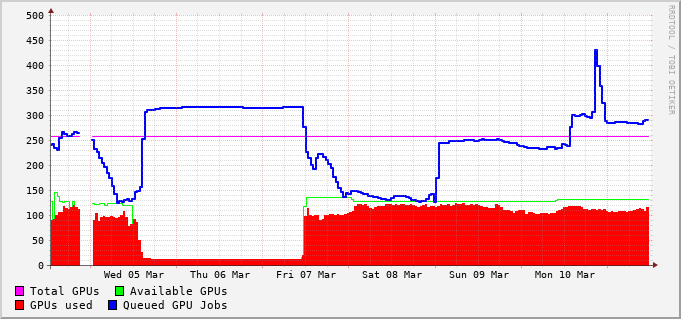 500
450
400
350
300
250
200
150
100
50
0
Wed 05 Mar Thu 06 Mar Fri 07 Mar Sat 08 Mar Sun 09 Mar Mon 10 Mar
Total GPUs Available GPUs
GPUs used Queued GPU Jobs
RRDTOOL / TOBI OETIKER